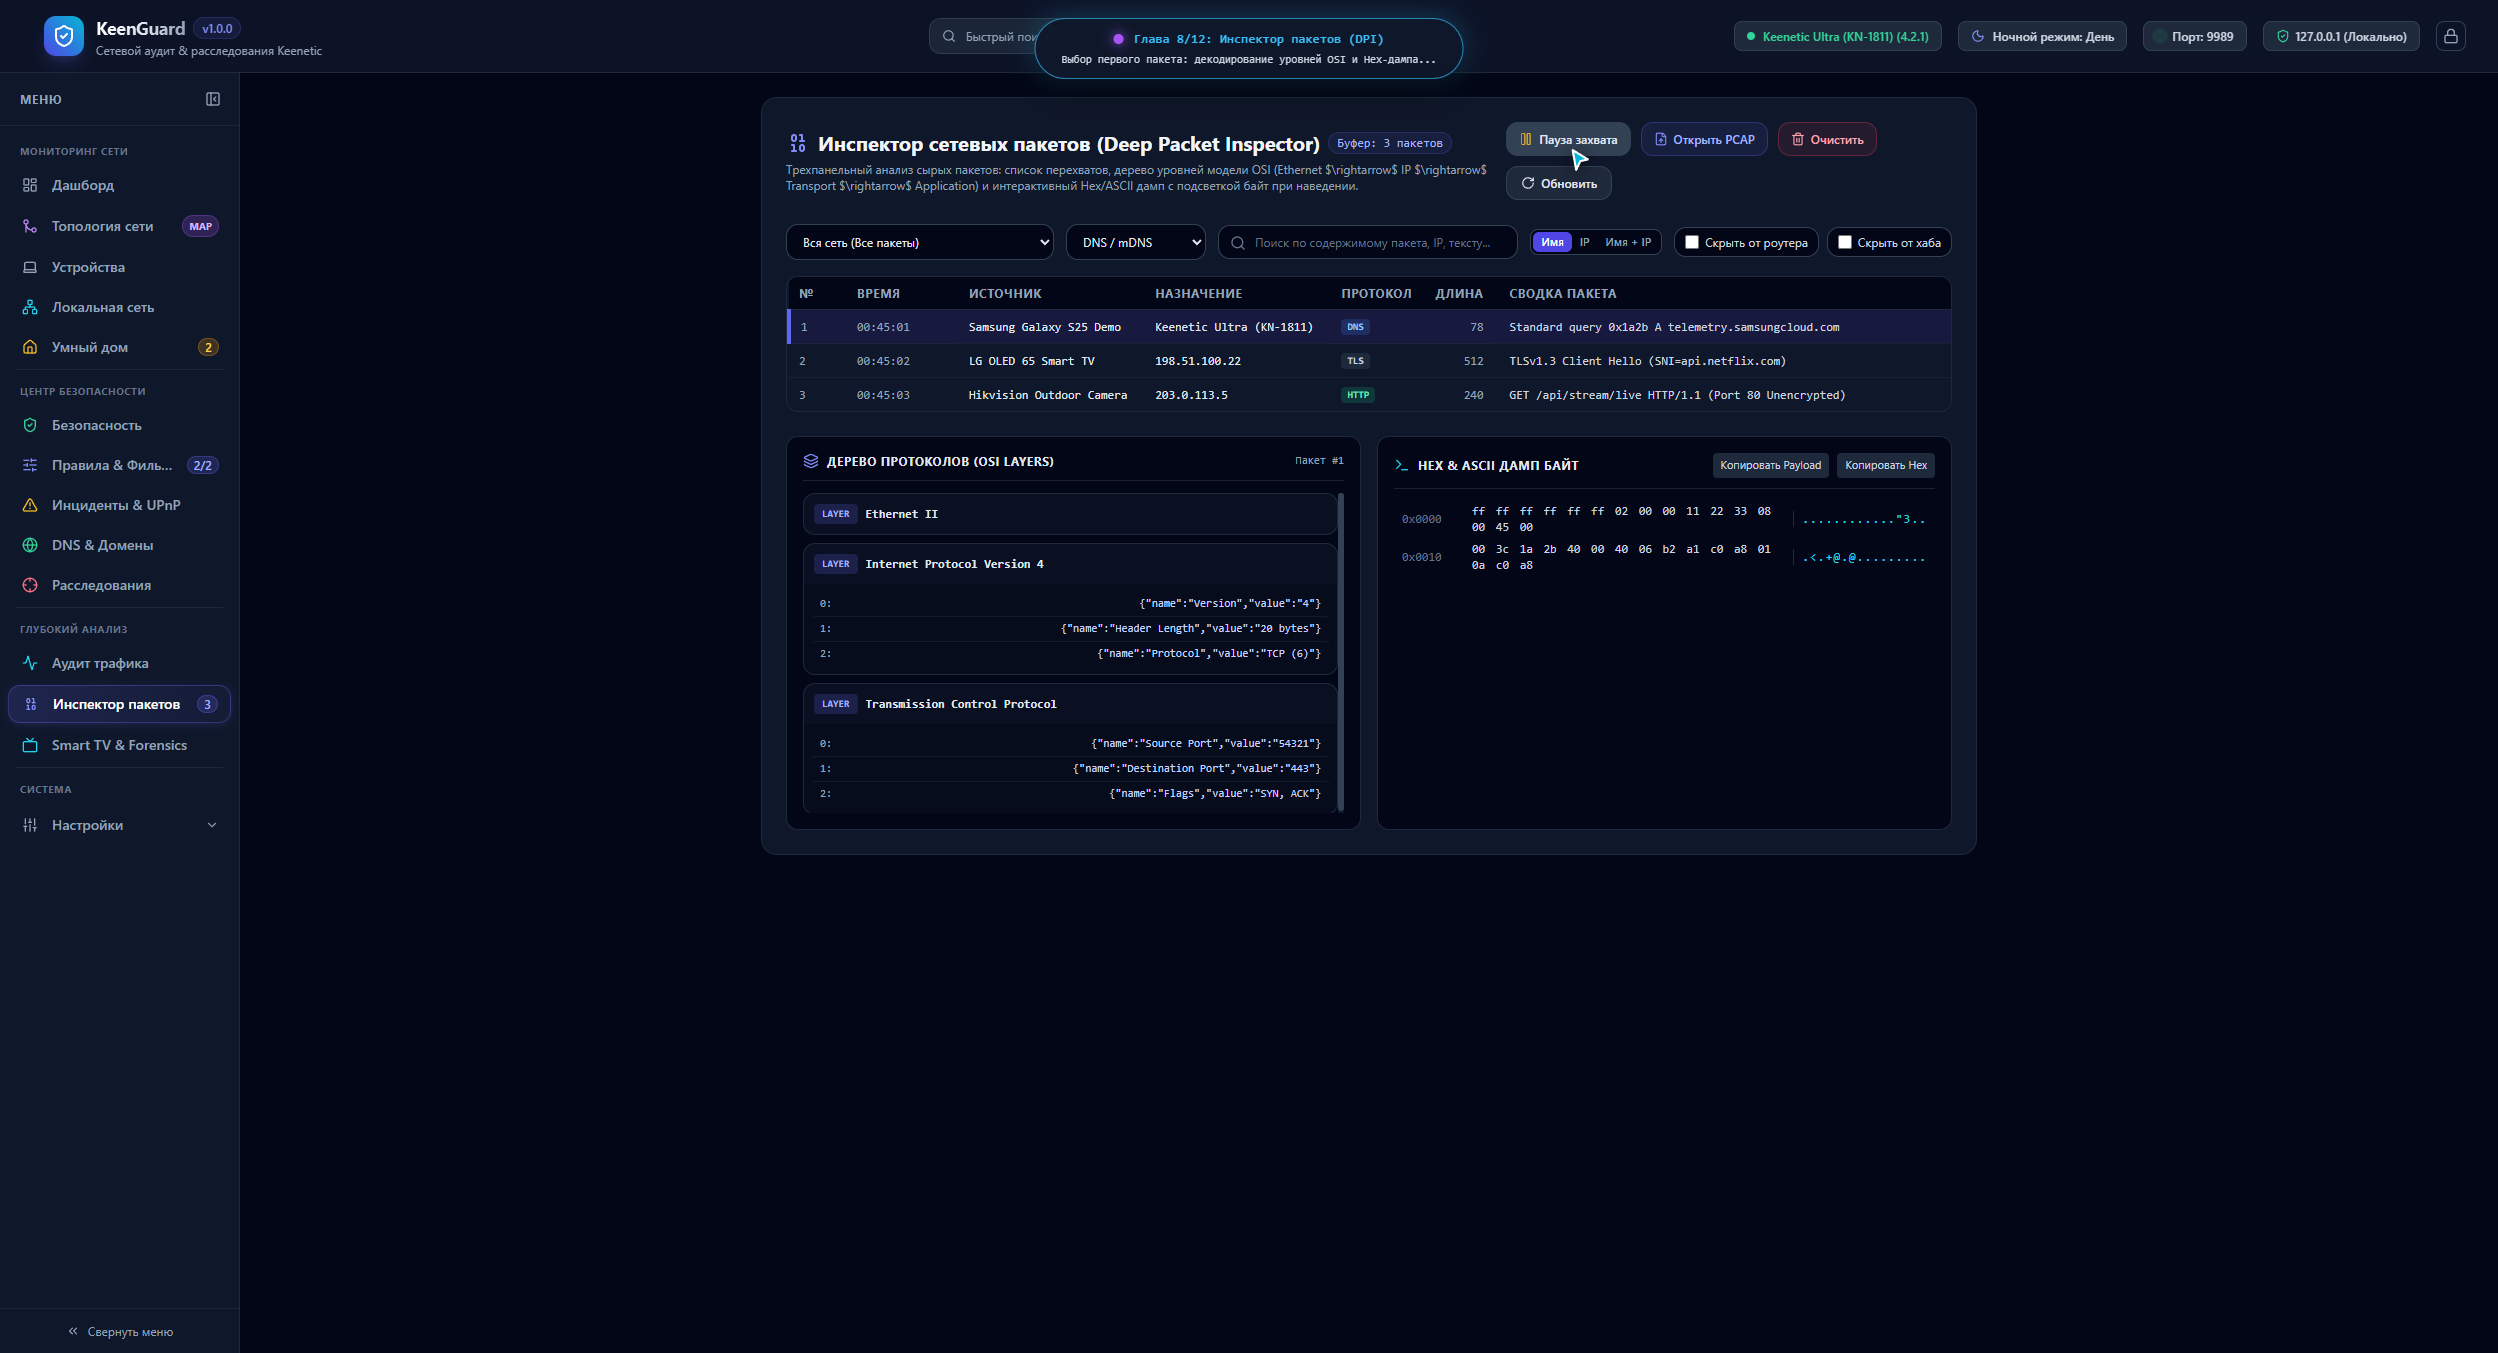 KeenGuard v1.0.0
Сетевой аудит & расследования Keenetic
Быстрый пои
Глава 8/12: Инспектор пакетов (DPI)
Выбор первого пакета: декодирование уровней OSI и Hex-дампа...
Keenetic Ultra (KN-1811) (4.2.1)
Ночной режим: День
Порт: 9989
127.0.0.1 (Локально)
МЕНЮ
МОНИТОРИНГ СЕТИ
Дашборд
Топология сети MAP
Устройства
Локальная сеть
Умный дом 2
ЦЕНТР БЕЗОПАСНОСТИ
Безопасность
Правила & Филь... 2/2
Инциденты & UPnP
DNS & Домены
Расследования
ГЛУБОКИЙ АНАЛИЗ
Аудит трафика
Инспектор пакетов 3
Smart TV & Forensics
СИСТЕМА
Настройки
Свернуть меню
Инспектор сетевых пакетов (Deep Packet Inspector) Буфер: 3 пакетов
Трехпанельный анализ сырых пакетов: список перехватов, дерево уровней модели OSI (Ethernet $\rightarrow$ IP $\rightarrow$
Transport $\rightarrow$ Application) и интерактивный Hex/ASCII дамп с подсветкой байт при наведении.
Пауза захвата
Открыть PCAP
Очистить
Обновить
Вся сеть (Все пакеты)
DNS / mDNS
Поиск по содержимому пакета, IP, тексту...
Имя IP Имя + IP
Скрыть от роутера
Скрыть от хаба
№ ВРЕМЯ ИСТОЧНИК НАЗНАЧЕНИЕ ПРОТОКОЛ ДЛИНА СВОДКА ПАКЕТА
1 00:45:01 Samsung Galaxy S25 Demo Keenetic Ultra (KN-1811) DNS 78 Standard query 0x1a2b A telemetry.samsungcloud.com
2 00:45:02 LG OLED 65 Smart TV 198.51.100.22 TLS 512 TLSv1.3 Client Hello (SNI=api.netflix.com)
3 00:45:03 Hikvision Outdoor Camera 203.0.113.5 HTTP 240 GET /api/stream/live HTTP/1.1 (Port 80 Unencrypted)
ДЕРЕВО ПРОТОКОЛОВ (OSI LAYERS) Пакет #1
LAYER Ethernet II
LAYER Internet Protocol Version 4
0: {"name":"Version","value":"4"}
1: {"name":"Header Length","value":"20 bytes"}
2: {"name":"Protocol","value":"TCP (6)"}
LAYER Transmission Control Protocol
0: {"name":"Source Port","value":"54321"}
1: {"name":"Destination Port","value":"443"}
2: {"name":"Flags","value":"SYN, ACK"}
HEX & ASCII ДАМП БАЙТ
Копировать Payload
Копировать Hex
0x0000 ff ff ff ff ff ff 02 00 00 11 22 33 08 ............"3..
00 45 00
0x0010 00 3c 1a 2b 40 00 40 06 b2 a1 c0 a8 01 .<.+@.@.........
0a c0 a8